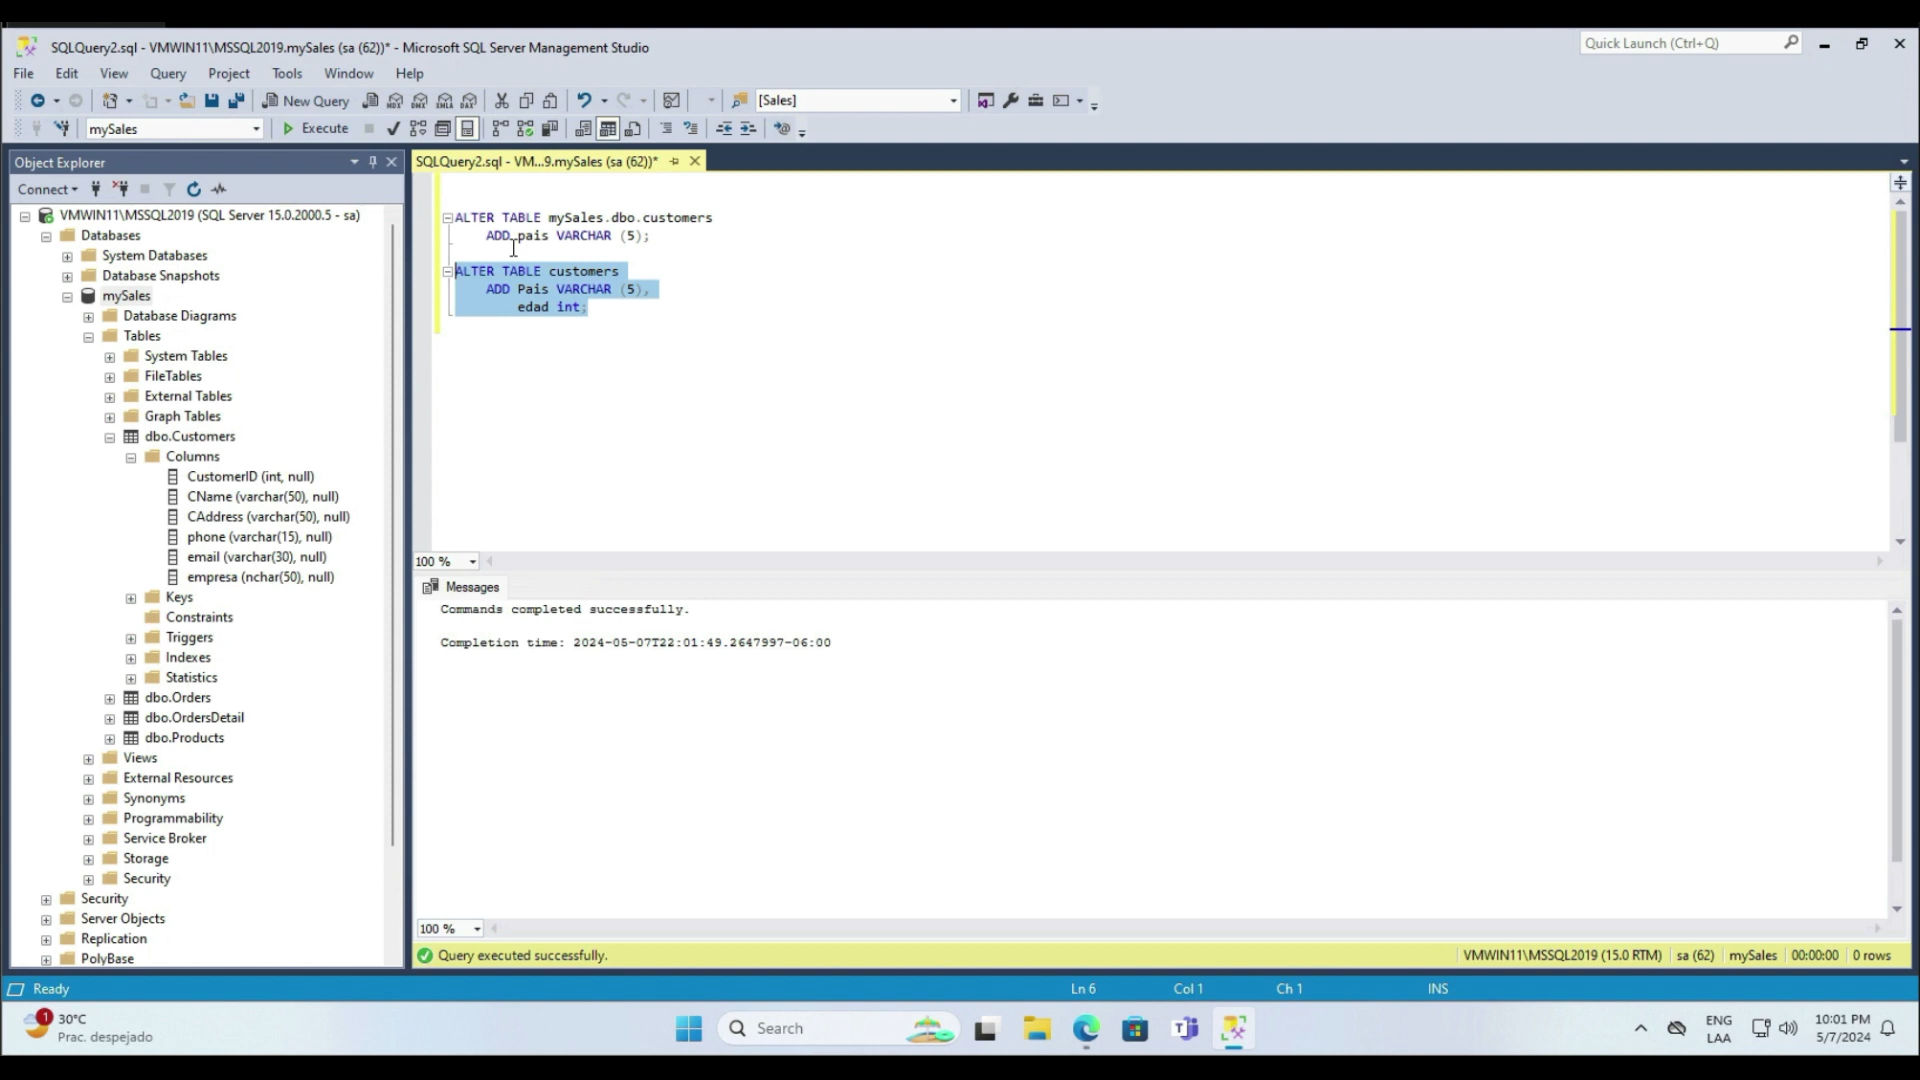 SQLQuery2.sql - VMWIN11\MSSQL2019.mySales (sa (62))* - Microsoft SQL Server Management Studio
Quick Launch (Ctrl+Q)
File Edit View Query Project Tools Window Help
New Query
[Sales]
mySales
Execute
Object Explorer
SQLQuery2.sql - VM...9.mySales (sa (62))*
Connect
VMWIN11\MSSQL2019 (SQL Server 15.0.2000.5 - sa)
Databases
System Databases
Database Snapshots
mySales
Database Diagrams
Tables
System Tables
FileTables
External Tables
Graph Tables
dbo.Customers
Columns
CustomerID (int, null)
CName (varchar(50), null)
CAddress (varchar(50), null)
phone (varchar(15), null)
email (varchar(30), null)
empresa (nchar(50), null)
Keys
Constraints
Triggers
Indexes
Statistics
dbo.Orders
dbo.OrdersDetail
dbo.Products
Views
External Resources
Synonyms
Programmability
Service Broker
Storage
Security
Security
Server Objects
Replication
PolyBase
ALTER TABLE mySales.dbo.customers
ADD pais VARCHAR (5);
ALTER TABLE customers
ADD Pais VARCHAR (5),
edad int;
100 %
Messages
Commands completed successfully.
Completion time: 2024-05-07T22:01:49.2647997-06:00
100 %
Query executed successfully.
VMWIN11\MSSQL2019 (15.0 RTM) sa (62) mySales 00:00:00 0 rows
Ready
Ln 6 Col 1 Ch 1 INS
1
30°C
Prac. despejado
Search
ENG
LAA
10:01 PM
5/7/2024